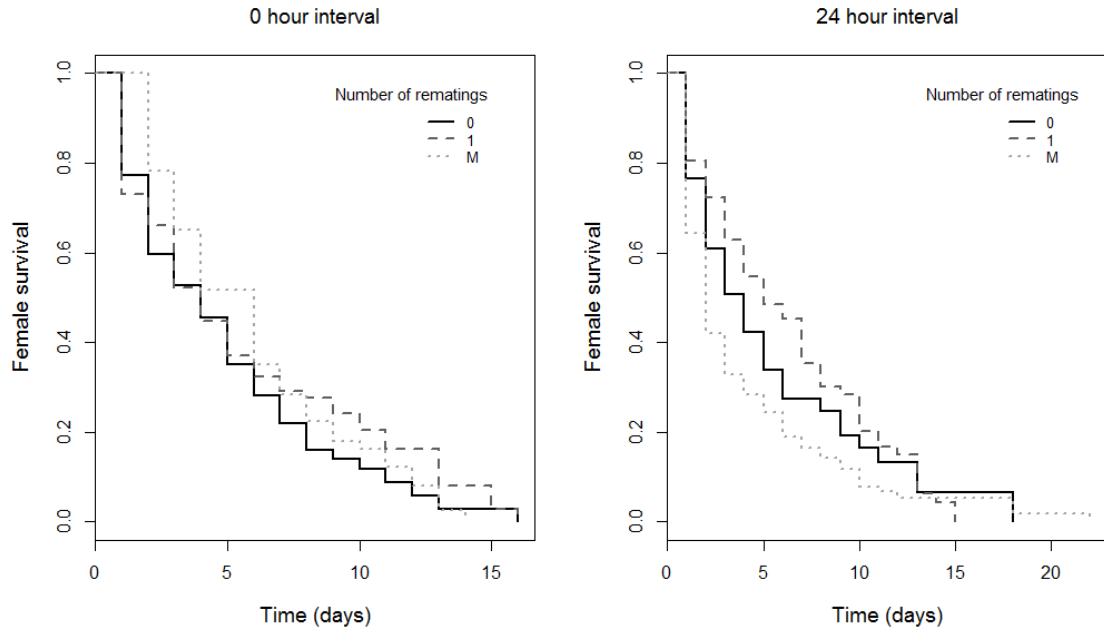 0 hour interval
Female survival
1.0
0.8
0.6
0.4
0.2
0.0
Number of rematings
0
1
M
0 5 10 15
Time (days)
24 hour interval
Female survival
1.0
0.8
0.6
0.4
0.2
0.0
Number of rematings
0
1
M
0 5 10 15 20
Time (days)